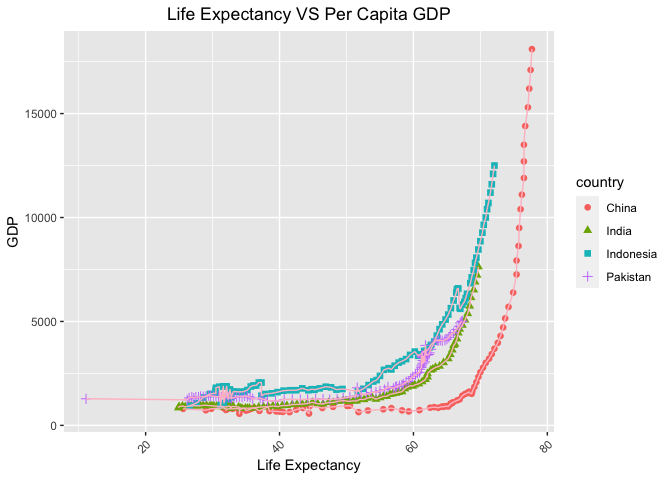 Life Expectancy VS Per Capita GDP
15000
10000
5000
0
GDP
20
40
60
80
Life Expectancy
country
China
India
Indonesia
Pakistan